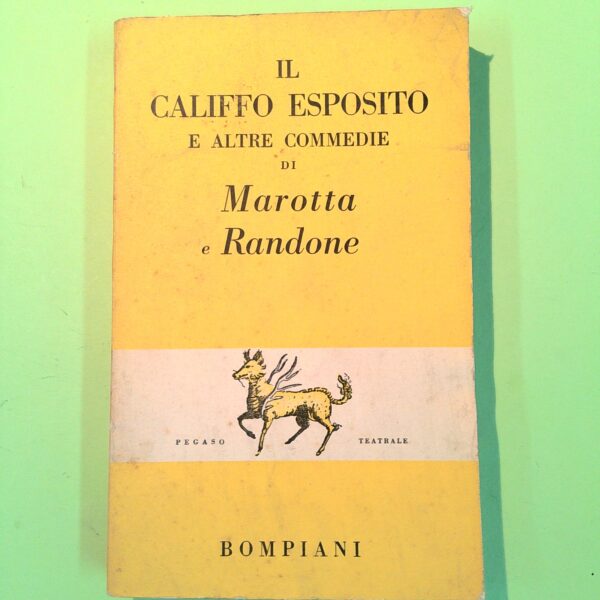 IL
CALIFFO ESPOSITO
E ALTRE COMMEDIE
DI
Marotta
e Randone
PEGASO TEATRALE
BOMPIANI